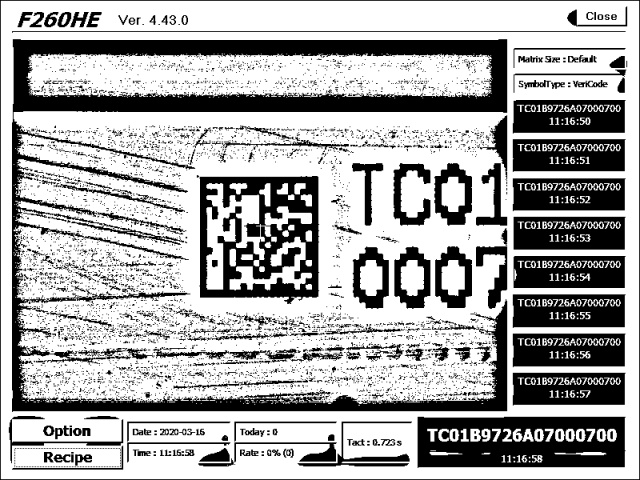 F260HE Ver. 4.43.0 Close
Matrix Size : Default
SymbolType : VeriCode
TC01B9726A07000700
11:16:50
TC01B9726A07000700
11:16:51
TC01B9726A07000700
11:16:52
TC01B9726A07000700
11:16:53
TC01B9726A07000700
11:16:54
TC01B9726A07000700
11:16:55
TC01B9726A07000700
11:16:56
TC01B9726A07000700
11:16:57
TC01
0007
Option
Recipe
Date : 2020-03-16
Time : 11:16:58
Today : 0
Rate : 0% (0)
Tact : 0.723 s
TC01B9726A07000700
11:16:58